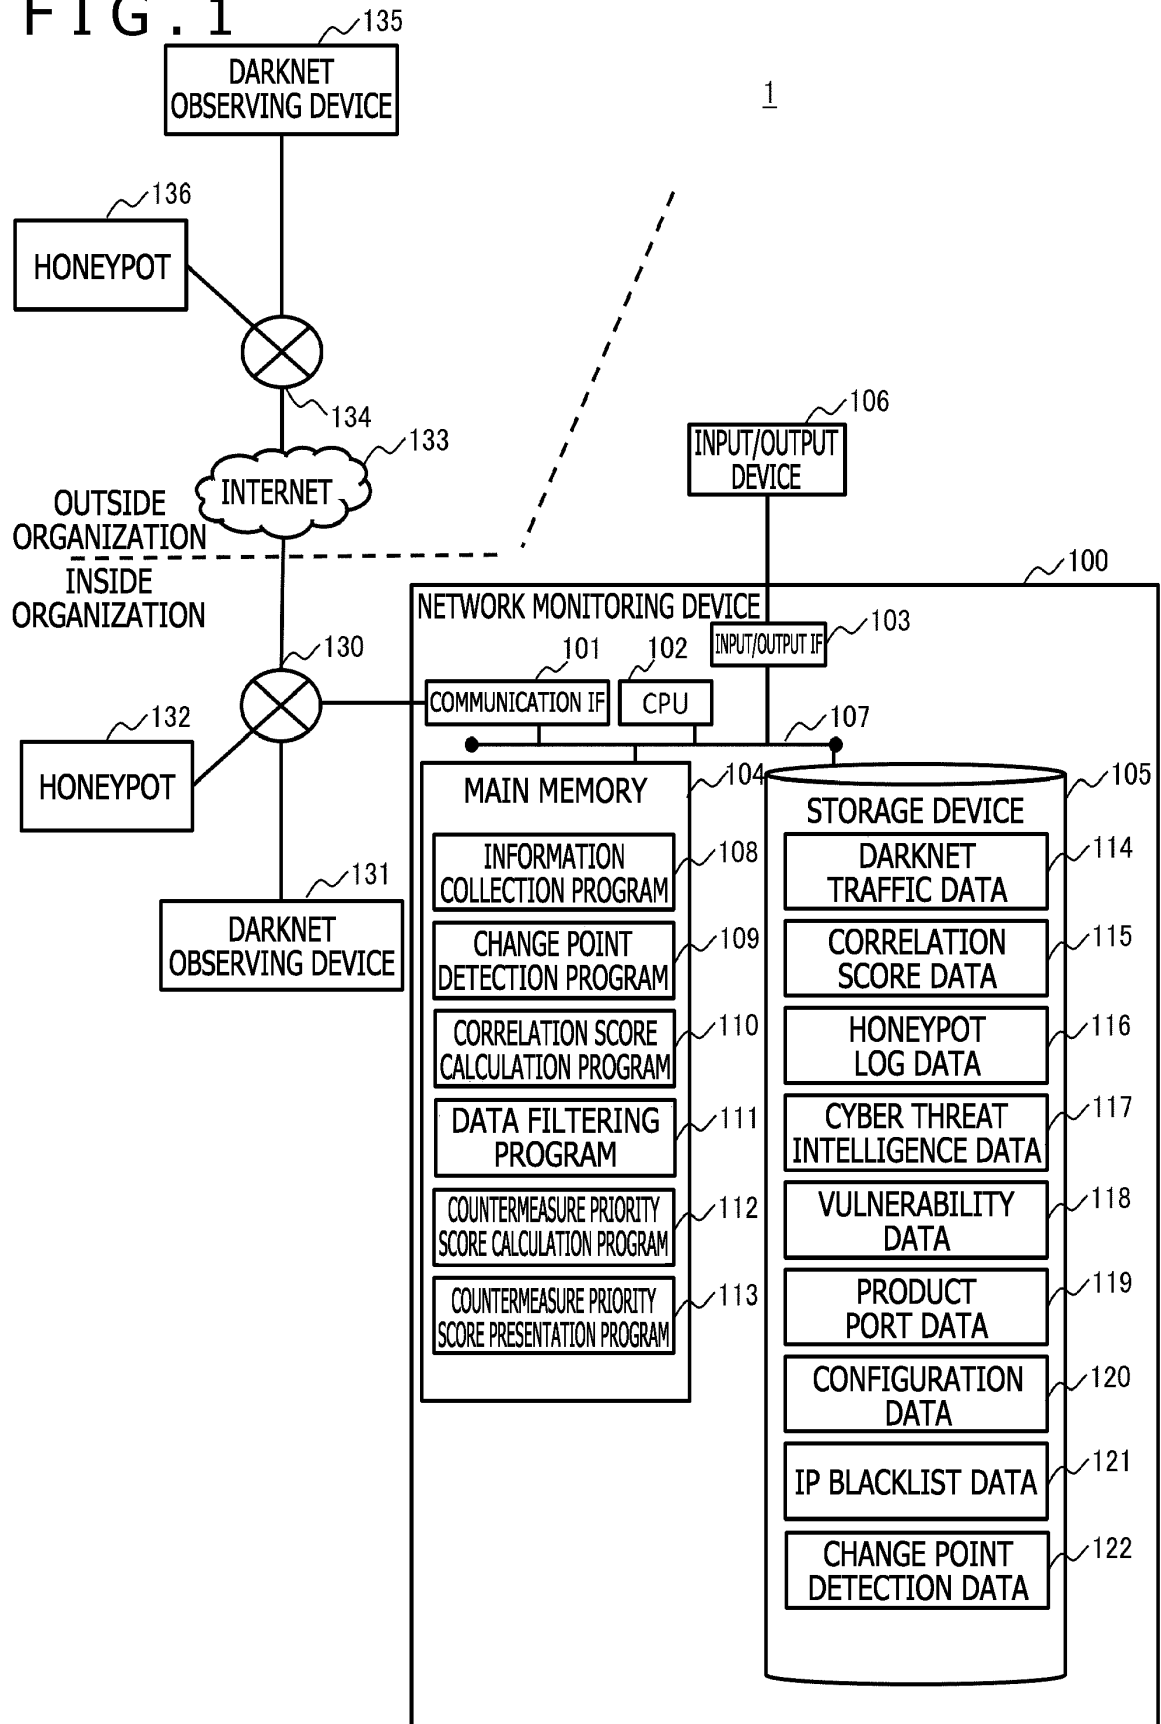 FIG.1
135
DARKNET
OBSERVING DEVICE
1
136
HONEYPOT
134
133
INTERNET
106
INPUT/OUTPUT
DEVICE
OUTSIDE
ORGANIZATION
INSIDE
ORGANIZATION
100
NETWORK MONITORING DEVICE
103
INPUT/OUTPUT IF
130
101
102
COMMUNICATION IF
CPU
132
107
HONEYPOT
131
DARKNET
OBSERVING DEVICE
MAIN MEMORY
104
INFORMATION
COLLECTION PROGRAM
108
CHANGE POINT
DETECTION PROGRAM
109
CORRELATION SCORE
CALCULATION PROGRAM
110
DATA FILTERING
PROGRAM
111
COUNTERMEASURE PRIORITY
SCORE CALCULATION PROGRAM
112
COUNTERMEASURE PRIORITY
SCORE PRESENTATION PROGRAM
113
105
STORAGE DEVICE
DARKNET
TRAFFIC DATA
114
CORRELATION
SCORE DATA
115
HONEYPOT
LOG DATA
116
CYBER THREAT
INTELLIGENCE DATA
117
VULNERABILITY
DATA
118
PRODUCT
PORT DATA
119
CONFIGURATION
DATA
120
IP BLACKLIST DATA
121
CHANGE POINT
DETECTION DATA
122